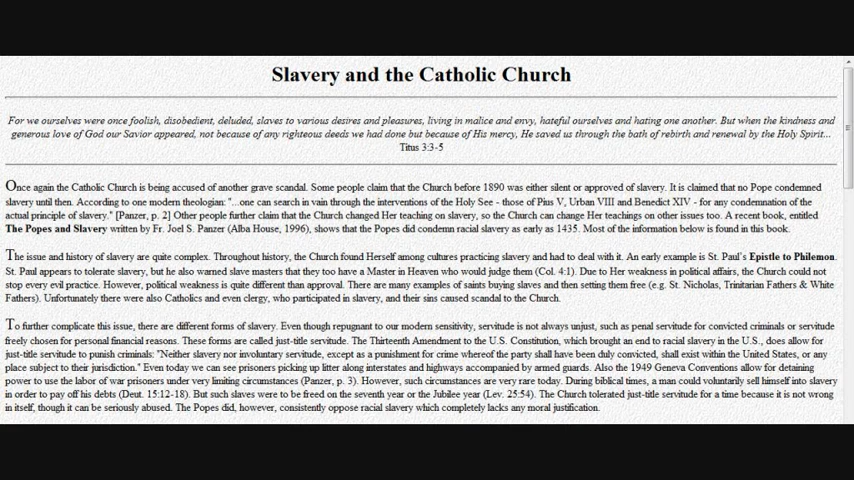 Slavery and the Catholic Church
For we ourselves were once foolish, disobedient, deluded, slaves to various desires and pleasures, living in malice and envy, hateful ourselves and hating one another. But when the kindness and
generous love of God our Savior appeared, not because of any righteous deeds we had done but because of His mercy, He saved us through the bath of rebirth and renewal by the Holy Spirit...
Titus 3:3-5
Once again the Catholic Church is being accused of another grave scandal. Some people claim that the Church before 1890 was either silent or approved of slavery. It is claimed that no Pope condemned
slavery until then. According to one modern theologian: "...one can search in vain through the interventions of the Holy See - those of Pius V, Urban VIII and Benedict XIV - for any condemnation of the
actual principle of slavery." [Panzer, p. 2] Other people further claim that the Church changed Her teaching on slavery, so the Church can change Her teachings on other issues too. A recent book, entitled
The Popes and Slavery written by Fr. Joel S. Panzer (Alba House, 1996), shows that the Popes did condemn racial slavery as early as 1435. Most of the information below is found in this book.
The issue and history of slavery are quite complex. Throughout history, the Church found Herself among cultures practicing slavery and had to deal with it. An early example is St. Paul's Epistle to Philemon.
St. Paul appears to tolerate slavery, but he also warned slave masters that they too have a Master in Heaven who would judge them (Col. 4:1). Due to Her weakness in political affairs, the Church could not
stop every evil practice. However, political weakness is quite different than approval. There are many examples of saints buying slaves and then setting them free (e.g. St. Nicholas, Trinitarian Fathers & White
Fathers). Unfortunately there were also Catholics and even clergy, who participated in slavery, and their sins caused scandal to the Church.
To further complicate this issue, there are different forms of slavery. Even though repugnant to our modern sensitivity, servitude is not always unjust, such as penal servitude for convicted criminals or servitude
freely chosen for personal financial reasons. These forms are called just-title servitude. The Thirteenth Amendment to the U.S. Constitution, which brought an end to racial slavery in the U.S., does allow for
just-title servitude to punish criminals: "Neither slavery nor involuntary servitude, except as a punishment for crime whereof the party shall have been duly convicted, shall exist within the United States, or any
place subject to their jurisdiction." Even today we can see prisoners picking up litter along interstates and highways accompanied by armed guards. Also the 1949 Geneva Conventions allow for detaining
power to use the labor of war prisoners under very limiting circumstances (Panzer, p. 3). However, such circumstances are very rare today. During biblical times, a man could voluntarily sell himself into slavery
in order to pay off his debts (Deut. 15:12-18). But such slaves were to be freed on the seventh year or the Jubilee year (Lev. 25:54). The Church tolerated just-title servitude for a time because it is not wrong
in itself, though it can be seriously abused. The Popes did, however, consistently oppose racial slavery which completely lacks any moral justification.